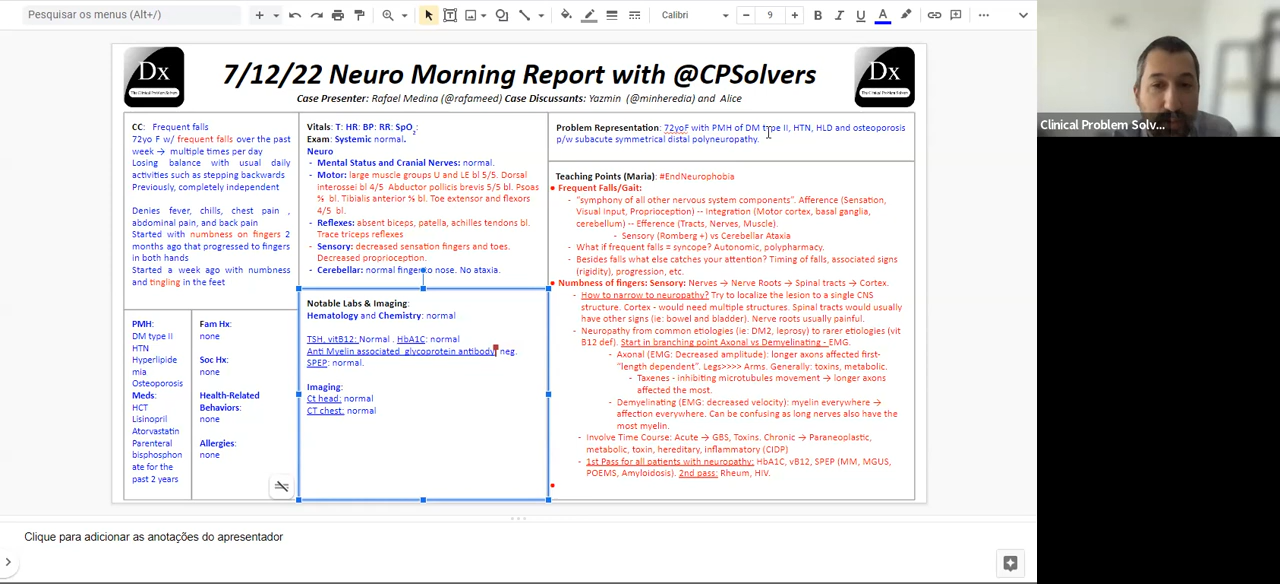 Pesquisar os menus (Alt+/)
Calibri
9
B I U A
Dx
The Clinical Problem Solvers
7/12/22 Neuro Morning Report with @CPSolvers
Case Presenter: Rafael Medina (@rafameed) Case Discussants: Yazmin (@minheredia) and Alice
Dx
The Clinical Problem Solvers
CC: Frequent falls
72yo F w/ frequent falls over the past
week → multiple times per day
Losing balance with usual daily
activities such as stepping backwards
Previously, completely independent
Denies fever, chills, chest pain ,
abdominal pain, and back pain
Started with numbness on fingers 2
months ago that progressed to fingers
in both hands
Started a week ago with numbness
and tingling in the feet
PMH:
DM type II
HTN
Hyperlipide
mia
Osteoporosis
Meds:
HCT
Lisinopril
Atorvastatin
Parenteral
bisphosphon
ate for the
past 2 years
Fam Hx:
none
Soc Hx:
none
Health-Related
Behaviors:
none
Allergies:
none
Vitals: T: HR: BP: RR: SpO2:
Exam: Systemic normal.
Neuro
- Mental Status and Cranial Nerves: normal.
- Motor: large muscle groups U and LE bl 5/5. Dorsal
interossei bl 4/5 Abductor pollicis brevis 5/5 bl. Psoas
bl. Tibialis anterior bl. Toe extensor and flexors
4/5 bl.
- Reflexes: absent biceps, patella, achilles tendons bl.
Trace triceps reflexes
- Sensory: decreased sensation fingers and toes.
Decreased proprioception.
- Cerebellar: normal finger to nose. No ataxia.
Notable Labs & Imaging:
Hematology and Chemistry: normal
TSH, vitB12: Normal . HbA1C: normal
Anti Myelin associated glycoprotein antibody neg.
SPEP: normal.
Imaging:
Ct head: normal
CT chest: normal
Problem Representation: 72yoF with PMH of DM type II, HTN, HLD and osteoporosis
p/w subacute symmetrical distal polyneuropathy.
Teaching Points (Maria): #EndNeurophobia
● Frequent Falls/Gait:
- "symphony of all other nervous system components". Afference (Sensation,
Visual Input, Proprioception) -- Integration (Motor cortex, basal ganglia,
cerebellum) -- Efference (Tracts, Nerves, Muscle).
- Sensory (Romberg +) vs Cerebellar Ataxia
- What if frequent falls = syncope? Autonomic, polypharmacy.
- Besides falls what else catches your attention? Timing of falls, associated signs
(rigidity), progression, etc.
● Numbness of fingers: Sensory: Nerves → Nerve Roots → Spinal tracts → Cortex.
- How to narrow to neuropathy? Try to localize the lesion to a single CNS
structure. Cortex - would need multiple structures. Spinal tracts would usually
have other signs (ie: bowel and bladder). Nerve roots usually painful.
- Neuropathy from common etiologies (ie: DM2, leprosy) to rarer etiologies (vit
B12 def). Start in branching point Axonal vs Demyelinating - EMG.
- Axonal (EMG: Decreased amplitude): longer axons affected first-
"length dependent". Legs>>>> Arms. Generally: toxins, metabolic.
- Taxenes - inhibiting microtubules movement → longer axons
affected the most.
- Demyelinating (EMG: decreased velocity): myelin everywhere →
affection everywhere. Can be confusing as long nerves also have the
most myelin.
- Involve Time Course: Acute → GBS, Toxins. Chronic → Paraneoplastic,
metabolic, toxin, hereditary, inflammatory (CIDP)
- 1st Pass for all patients with neuropathy: HbA1C, vB12, SPEP (MM, MGUS,
POEMS, Amyloidosis). 2nd pass: Rheum, HIV.
●
Clique para adicionar as anotações do apresentador
Clinical Problem Solv...